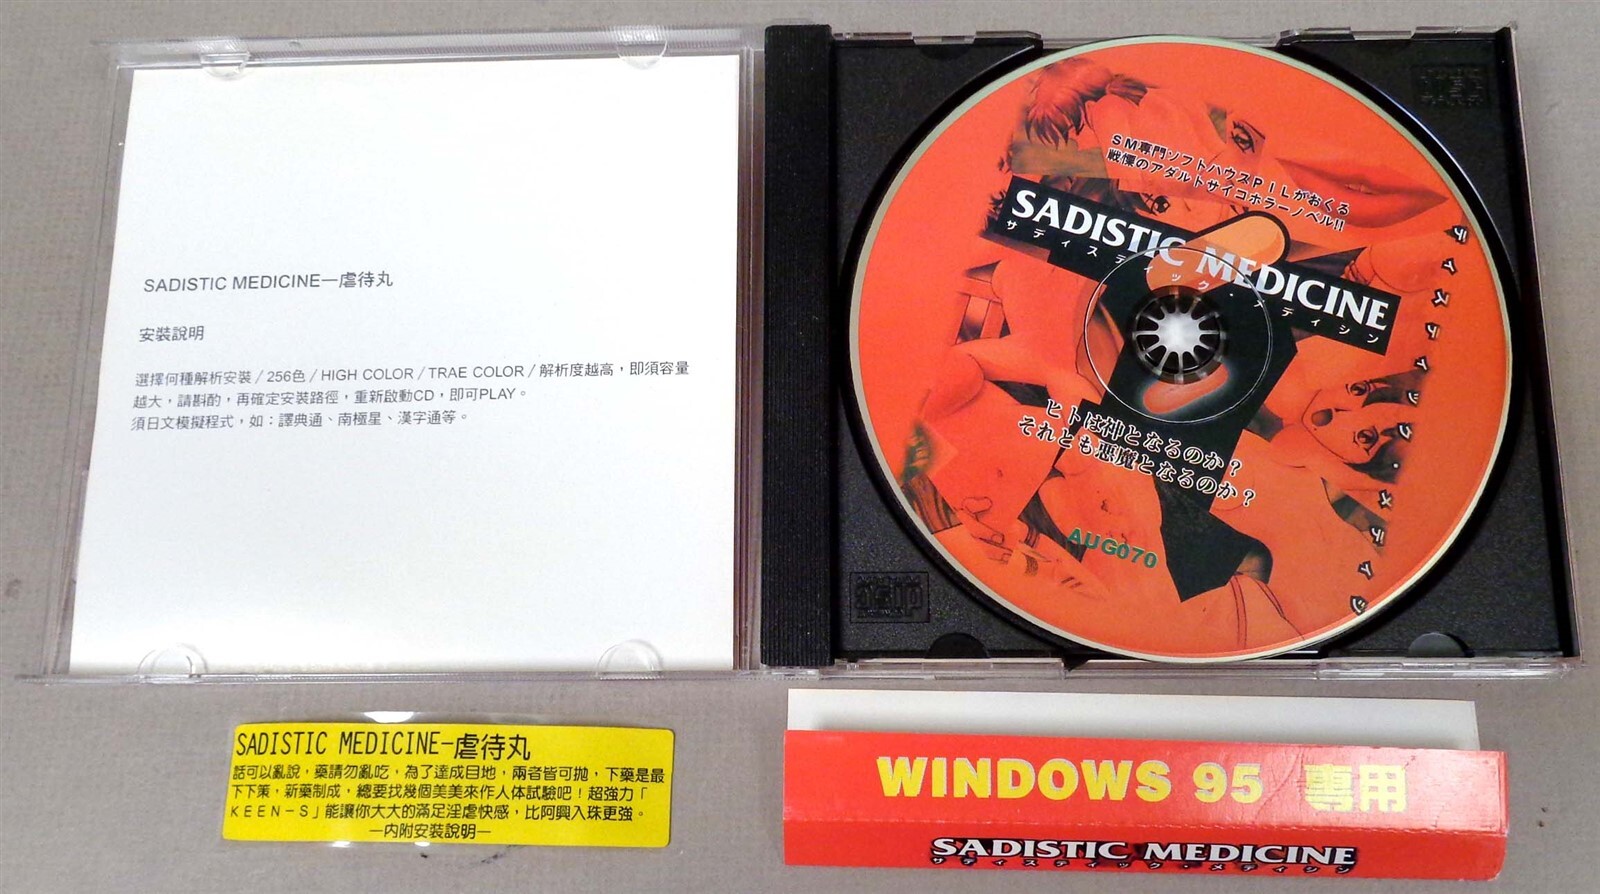 SADISTIC MEDICINE—虐待丸
安裝說明
選擇何種解析安裝/256色/HIGH COLOR/TRAE COLOR/解析度越高，即須容量
越大，請斟酌，再確定安裝路徑，重新啟動CD，即可PLAY。
須日文模擬程式，如：譯典通、南極星、漢字通等。
SM専門ソフトハウスPILがおくる
戦慄のアダルトサイコホラーノベル!!
SADISTIC MEDICINE
サディスティック・メディシン
ヒトは神となるのか？
それとも悪魔となるのか？
AUG070
ディスティック・メディシ
SADISTIC MEDICINE-虐待丸
話可以亂說，藥請勿亂吃，為了達成目地，兩者皆可拋，下藥是最
下下策，新藥制成，總要找幾個美美來作人体試驗吧！超強力「
KEEN-S」能讓你大大的滿足淫虐快感，比阿興入珠更強。
—內附安裝說明—
WINDOWS 95 專用
SADISTIC MEDICINE
サディスティック・メディシン